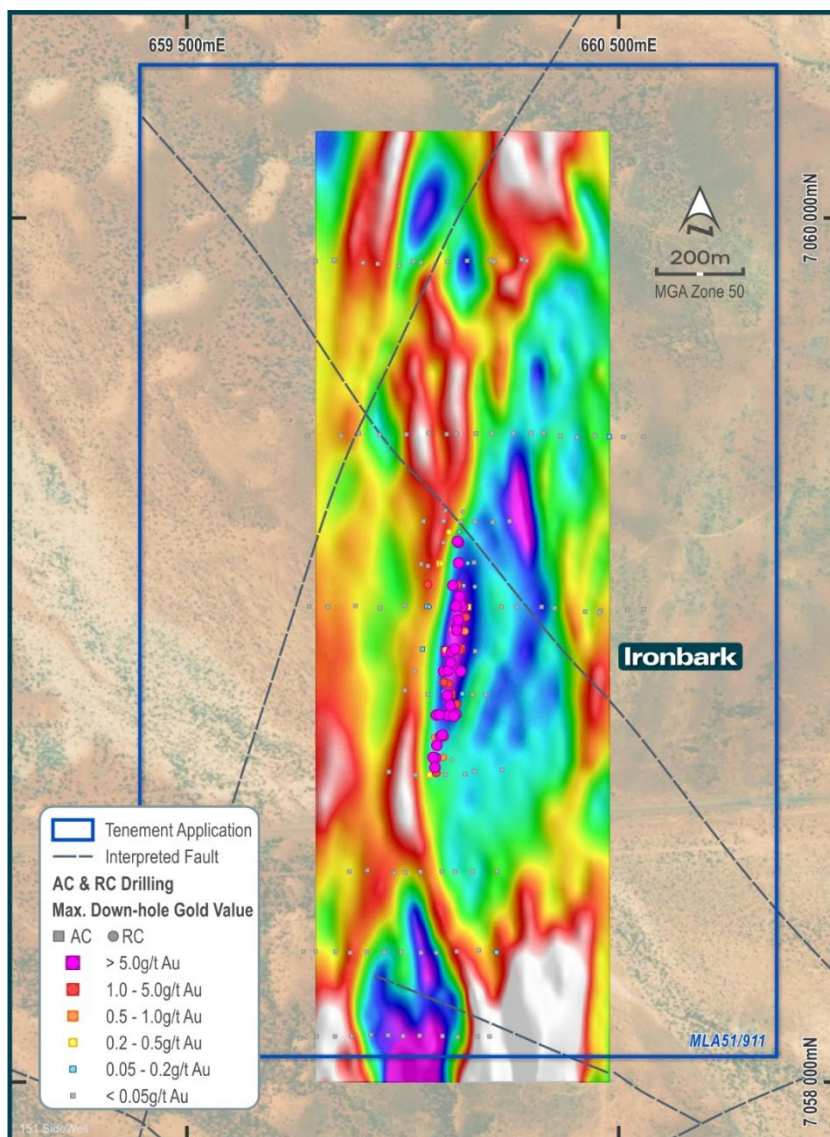 659 500mE
660 500mE
7 060 000mN
N
200m
MGA Zone 50
Ironbark
Tenement Application
Interpreted Fault
AC & RC Drilling
Max. Down-hole Gold Value
AC RC
> 5.0g/t Au
1.0 - 5.0g/t Au
0.5 - 1.0g/t Au
0.2 - 0.5g/t Au
0.05 - 0.2g/t Au
< 0.05g/t Au
MLA51/911
7 058 000mN
151 SideWell